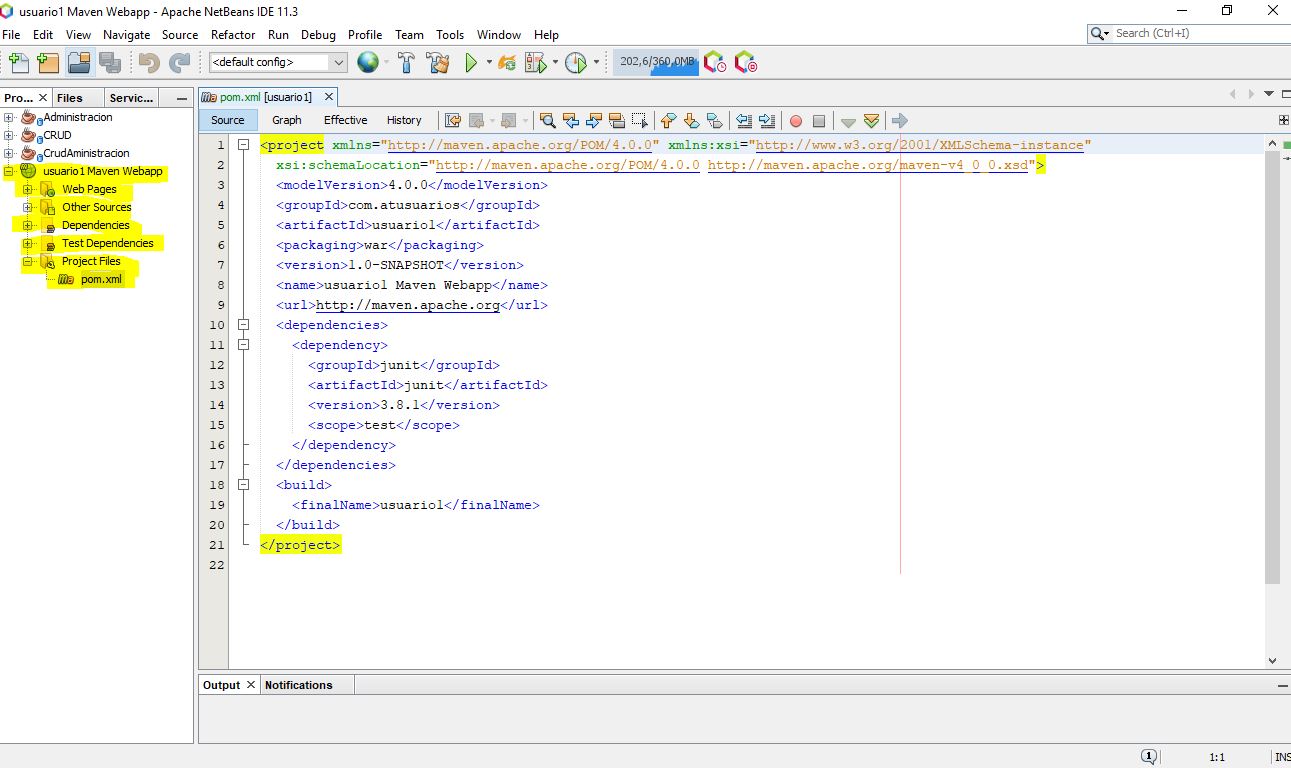 usuario1 Maven Webapp - Apache NetBeans IDE 11.3
File Edit View Navigate Source Refactor Run Debug Profile Team Tools Window Help
Search (Ctrl+I)
<default config>
202,6/360,0MB
Pro... Files Servic...
pom.xml [usuario1]
Source Graph Effective History
Administracion
CRUD
CrudAministracion
usuario1 Maven Webapp
Web Pages
Other Sources
Dependencies
Test Dependencies
Project Files
pom.xml
1 <project xmlns="http://maven.apache.org/POM/4.0.0" xmlns:xsi="http://www.w3.org/2001/XMLSchema-instance"
2 xsi:schemaLocation="http://maven.apache.org/POM/4.0.0 http://maven.apache.org/maven-v4_0_0.xsd">
3 <modelVersion>4.0.0</modelVersion>
4 <groupId>com.atusuarios</groupId>
5 <artifactId>usuario1</artifactId>
6 <packaging>war</packaging>
7 <version>1.0-SNAPSHOT</version>
8 <name>usuario1 Maven Webapp</name>
9 <url>http://maven.apache.org</url>
10 <dependencies>
11 <dependency>
12 <groupId>junit</groupId>
13 <artifactId>junit</artifactId>
14 <version>3.8.1</version>
15 <scope>test</scope>
16 </dependency>
17 </dependencies>
18 <build>
19 <finalName>usuario1</finalName>
20 </build>
21 </project>
22
Output Notifications
1 1:1 INS